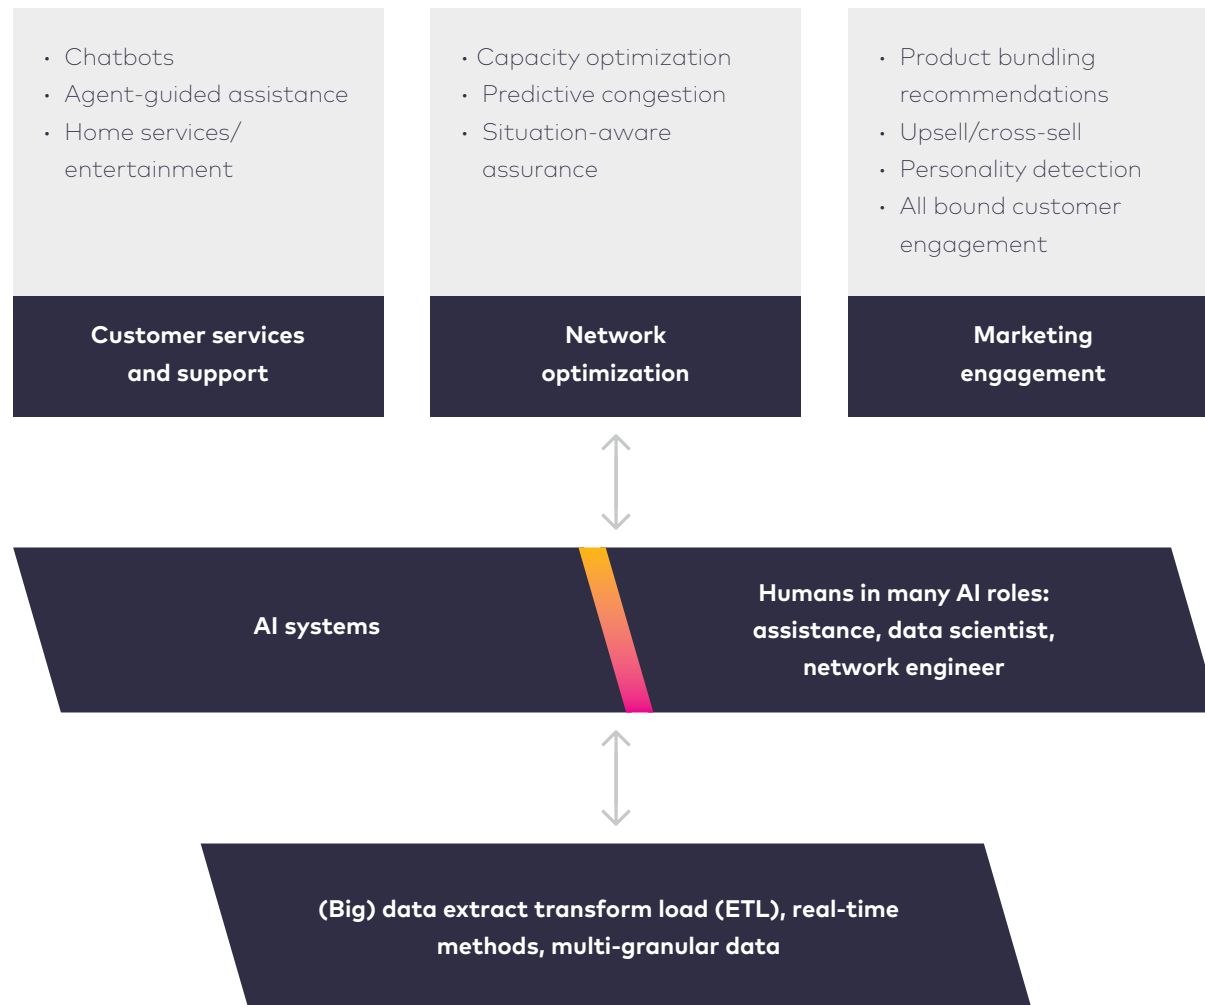 • Chatbots
• Agent-guided assistance
• Home services/
entertainment
Customer services
and support
• Capacity optimization
• Predictive congestion
• Situation-aware
assurance
Network
optimization
• Product bundling
recommendations
• Upsell/cross-sell
• Personality detection
• All bound customer
engagement
Marketing
engagement
AI systems
Humans in many AI roles:
assistance, data scientist,
network engineer
(Big) data extract transform load (ETL), real-time
methods, multi-granular data